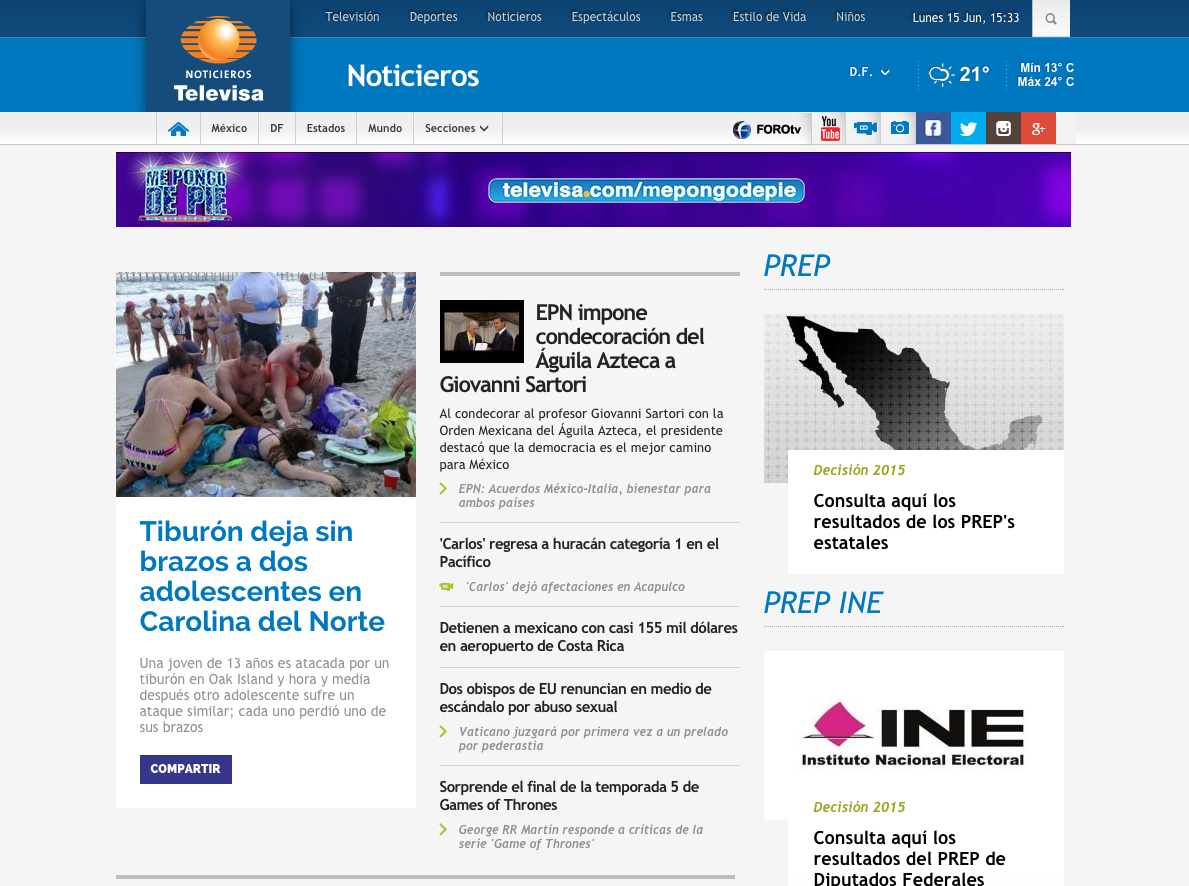 Televisión Deportes Noticieros Espectáculos Esmas Estilo de Vida Niños Lunes 15 Jun, 15:33
NOTICIEROS
Televisa
Noticieros
D.F. 21° Mín 13° C
Máx 24° C
México DF Estados Mundo Secciones FOROtv You Tube g+
ME PONGO
DE PIE
televisa.com/mepongodepie
Tiburón deja sin
brazos a dos
adolescentes en
Carolina del Norte
Una joven de 13 años es atacada por un
tiburón en Oak Island y hora y media
después otro adolescente sufre un
ataque similar; cada uno perdió uno de
sus brazos
COMPARTIR
EPN impone
condecoración del
Águila Azteca a
Giovanni Sartori
Al condecorar al profesor Giovanni Sartori con la
Orden Mexicana del Águila Azteca, el presidente
destacó que la democracia es el mejor camino
para México
EPN: Acuerdos México-Italia, bienestar para
ambos países
'Carlos' regresa a huracán categoría 1 en el
Pacífico
'Carlos' dejó afectaciones en Acapulco
Detienen a mexicano con casi 155 mil dólares
en aeropuerto de Costa Rica
Dos obispos de EU renuncian en medio de
escándalo por abuso sexual
Vaticano juzgará por primera vez a un prelado
por pederastia
Sorprende el final de la temporada 5 de
Games of Thrones
George RR Martin responde a críticas de la
serie 'Game of Thrones'
PREP
Decisión 2015
Consulta aquí los
resultados de los PREP's
estatales
PREP INE
INE
Instituto Nacional Electoral
Decisión 2015
Consulta aquí los
resultados del PREP de
Diputados Federales